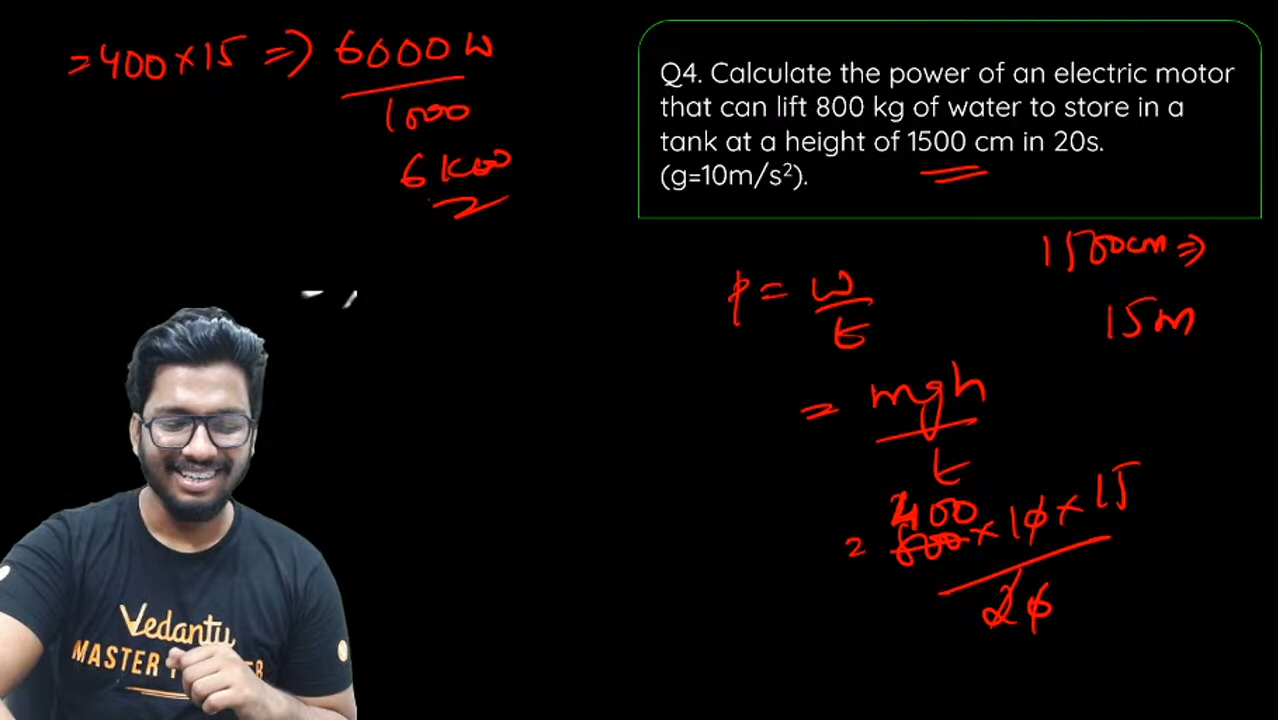 = 400 × 15 => 6000 W
1000
6 KW
Q4. Calculate the power of an electric motor
that can lift 800 kg of water to store in a
tank at a height of 1500 cm in 20s.
(g=10m/s²).
1500cm =>
15m
P = W
t
= mgh
t
400
= 800 × 10 × 15
20
Vedantu
MASTER